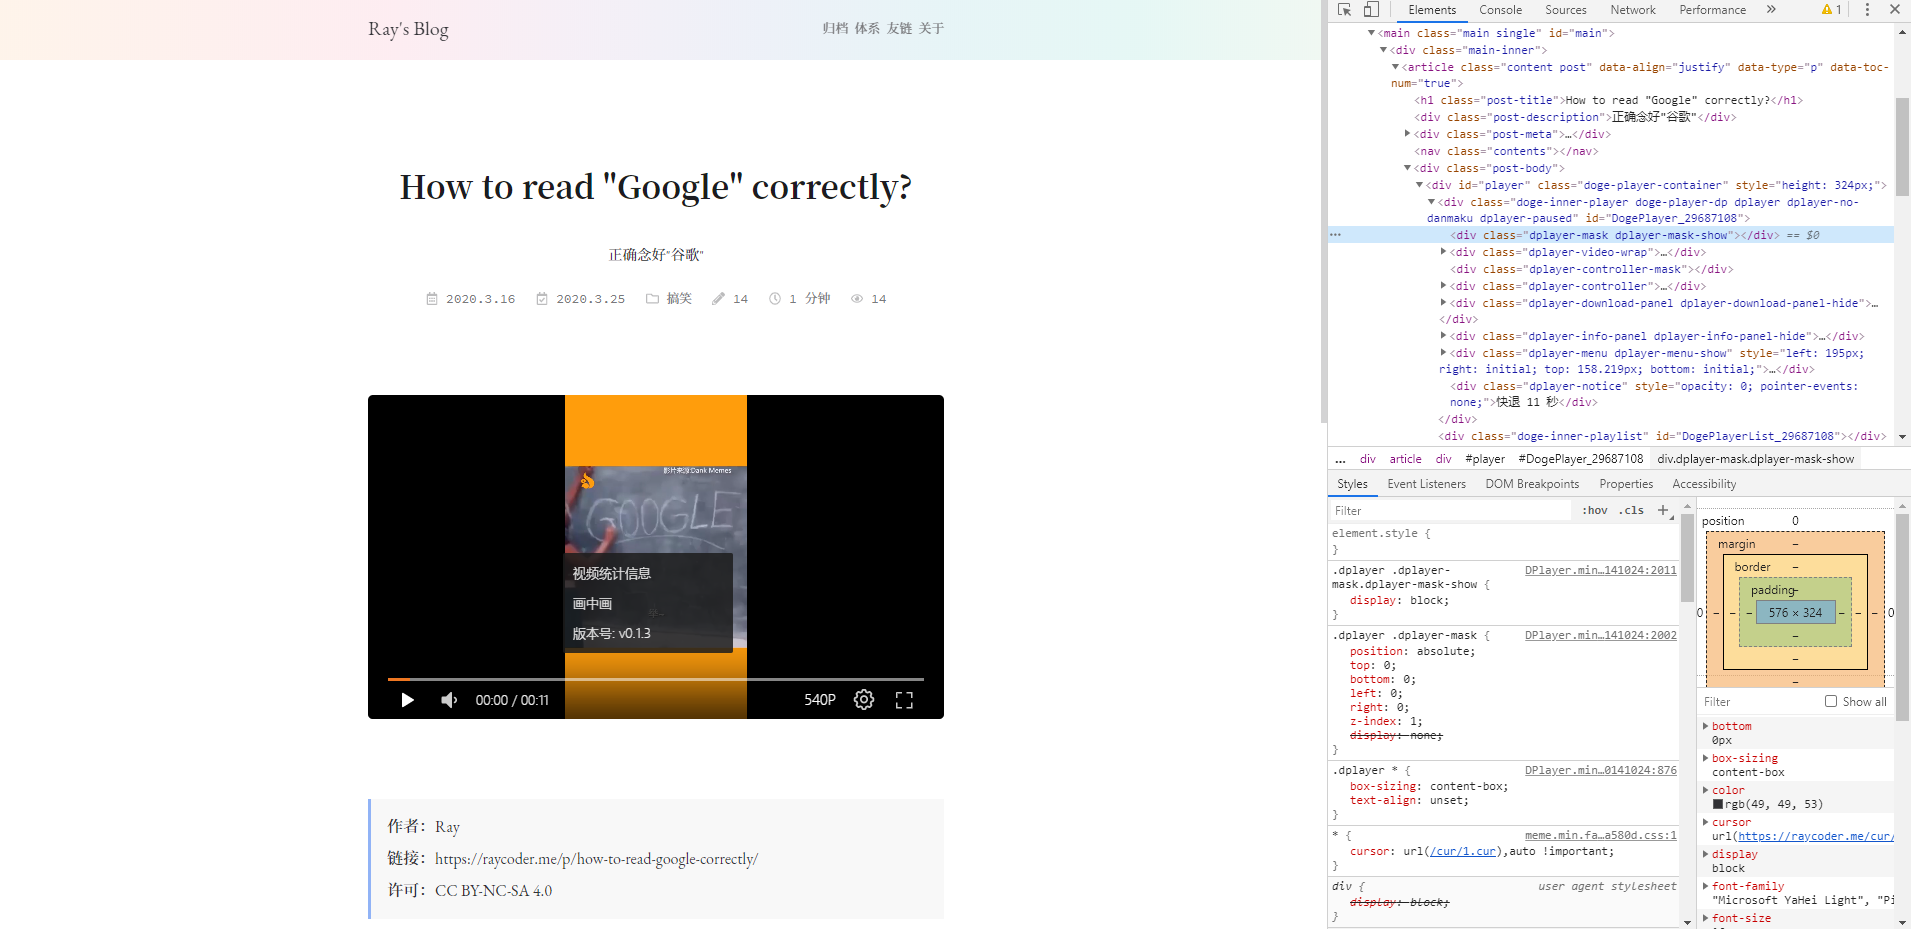 Ray's Blog
归档 体系 友链 关于
How to read "Google" correctly?
正确念好“谷歌”
2020.3.16 2020.3.25 搞笑 14 1 分钟 14
影片来源:Dank Memes
GOOGLE
视频统计信息
画中画
版本号: v0.1.3
00:00 / 00:11 540P
作者：Ray
链接：https://raycoder.me/p/how-to-read-google-correctly/
许可：CC BY-NC-SA 4.0
Elements Console Sources Network Performance » 1
<main class="main single" id="main">
<div class="main-inner">
<article class="content post" data-align="justify" data-type="p" data-toc-
num="true">
<h1 class="post-title">How to read "Google" correctly?</h1>
<div class="post-description">正确念好“谷歌”</div>
<div class="post-meta">…</div>
<nav class="contents"></nav>
<div class="post-body">
<div id="player" class="doge-player-container" style="height: 324px;">
<div class="doge-inner-player doge-player-dp dplayer dplayer-no-
danmaku dplayer-paused" id="DogePlayer_29687108">
<div class="dplayer-mask dplayer-mask-show"></div> == $0
<div class="dplayer-video-wrap">…</div>
<div class="dplayer-controller-mask"></div>
<div class="dplayer-controller">…</div>
<div class="dplayer-download-panel dplayer-download-panel-hide">…
</div>
<div class="dplayer-info-panel dplayer-info-panel-hide">…</div>
<div class="dplayer-menu dplayer-menu-show" style="left: 195px;
right: initial; top: 158.219px; bottom: initial;">…</div>
<div class="dplayer-notice" style="opacity: 0; pointer-events:
none;">快退 11 秒</div>
</div>
<div class="doge-inner-playlist" id="DogePlayerList_29687108"></div>
... div article div #player #DogePlayer_29687108 div.dplayer-mask.dplayer-mask-show
Styles Event Listeners DOM Breakpoints Properties Accessibility
Filter :hov .cls +
element.style {
}
.dplayer .dplayer- DPlayer.min…141024:2011
mask.dplayer-mask-show {
display: block;
}
.dplayer .dplayer-mask { DPlayer.min…141024:2002
position: absolute;
top: 0;
bottom: 0;
left: 0;
right: 0;
z-index: 1;
display: none;
}
.dplayer * { DPlayer.min…0141024:876
box-sizing: content-box;
text-align: unset;
}
* { meme.min.fa…a580d.css:1
cursor: url(/cur/1.cur),auto !important;
}
div { user agent stylesheet
display: block;
}
position 0
margin –
border –
padding –
0 – – – 576 × 324 – – – 0
–
–
–
Filter Show all
bottom
0px
box-sizing
content-box
color
rgb(49, 49, 53)
cursor
url(https://raycoder.me/cur/
display
block
font-family
"Microsoft YaHei Light", "Pi
font-size